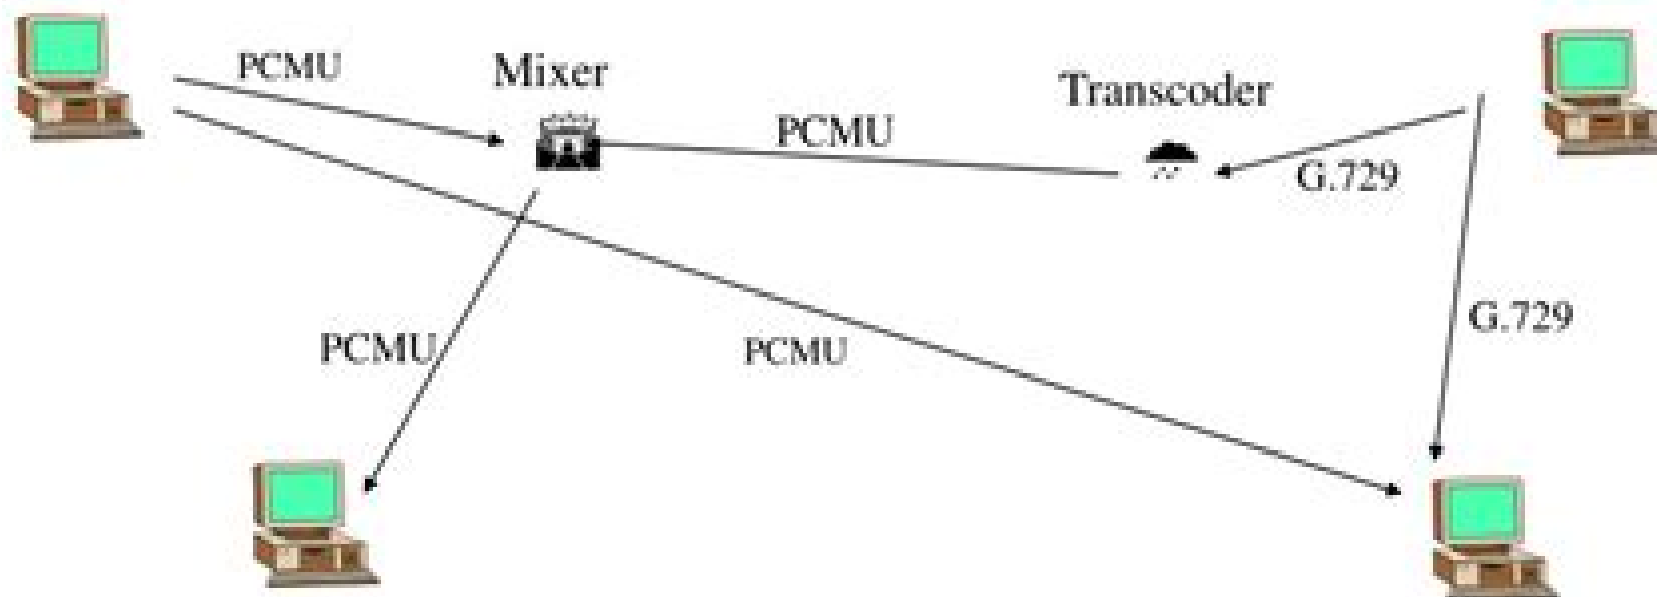 PCMU
Mixer
PCMU
Transcoder
G.729
PCMU
PCMU
G.729